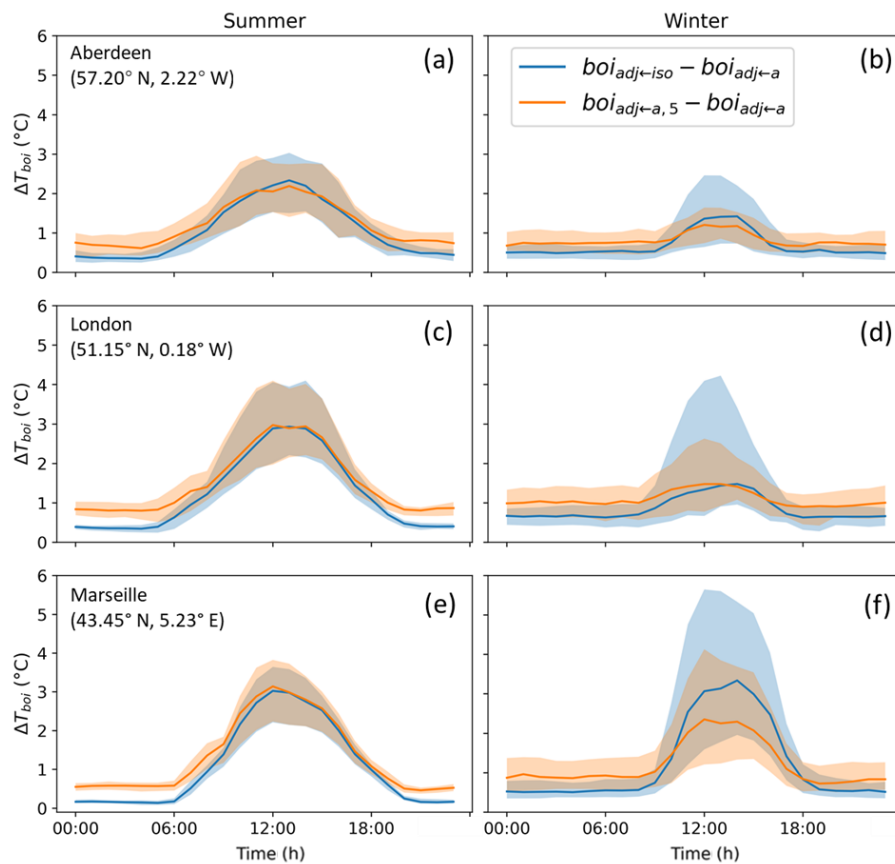 Summer
Winter
6
5
4
3
2
1
0
ΔT_boi (°C)
Aberdeen
(57.20° N, 2.22° W)
(a)
(b)
boi_adj←iso − boi_adj←a
boi_adj←a, 5 − boi_adj←a
6
5
4
3
2
1
0
ΔT_boi (°C)
London
(51.15° N, 0.18° W)
(c)
(d)
6
5
4
3
2
1
0
ΔT_boi (°C)
Marseille
(43.45° N, 5.23° E)
(e)
(f)
00:00 06:00 12:00 18:00
00:00 06:00 12:00 18:00
Time (h)
Time (h)